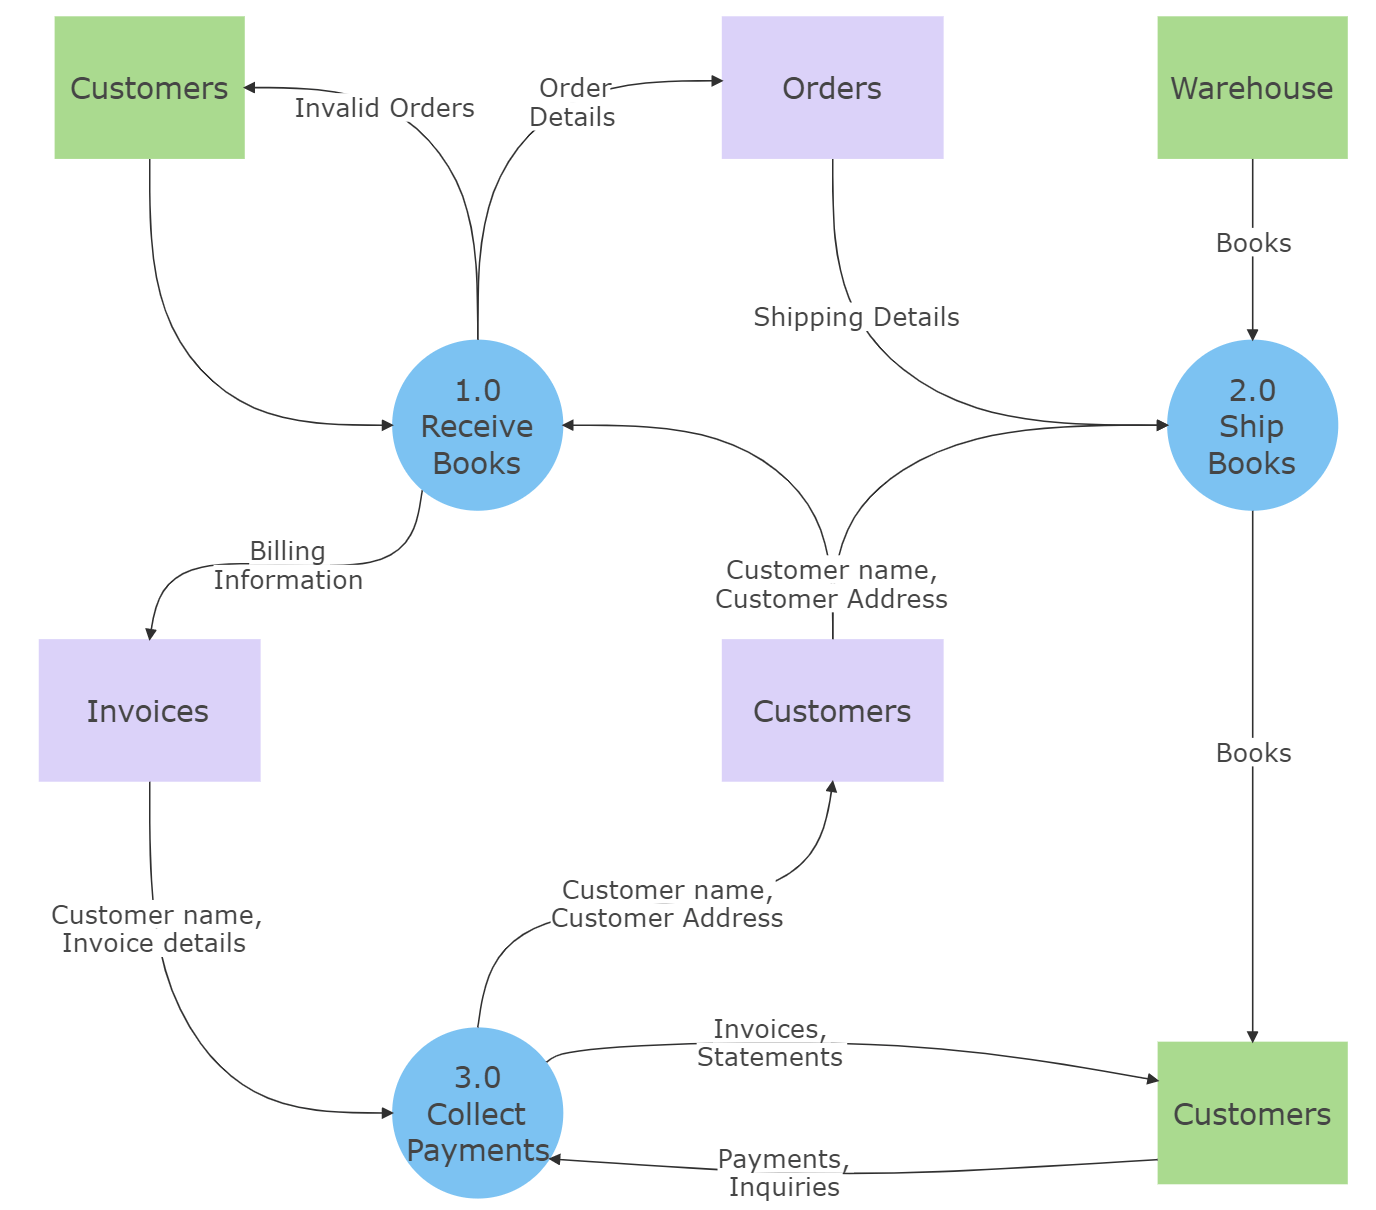 Customers
Invalid Orders
Order
Details
Orders
Warehouse
Books
Shipping Details
1.0
Receive
Books
2.0
Ship
Books
Billing
Information
Customer name,
Customer Address
Invoices
Customers
Books
Customer name,
Invoice details
Customer name,
Customer Address
Invoices,
Statements
3.0
Collect
Payments
Customers
Payments,
Inquiries